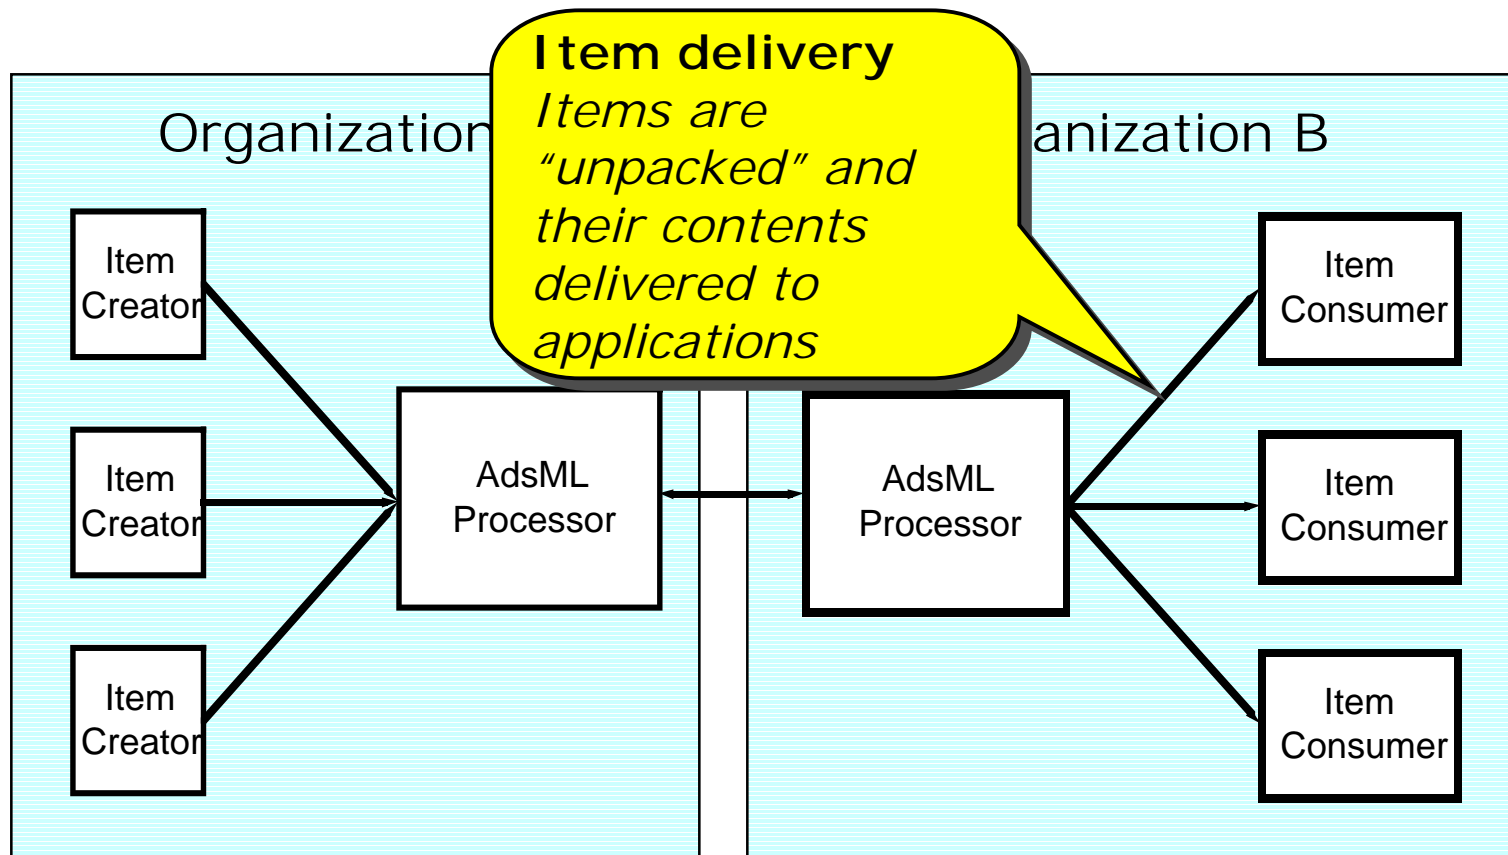 Item delivery
Items are
“unpacked” and
their contents
delivered to
applications
Organization
anization B
Item
Creator
Item
Creator
Item
Creator
AdsML
Processor
AdsML
Processor
Item
Consumer
Item
Consumer
Item
Consumer